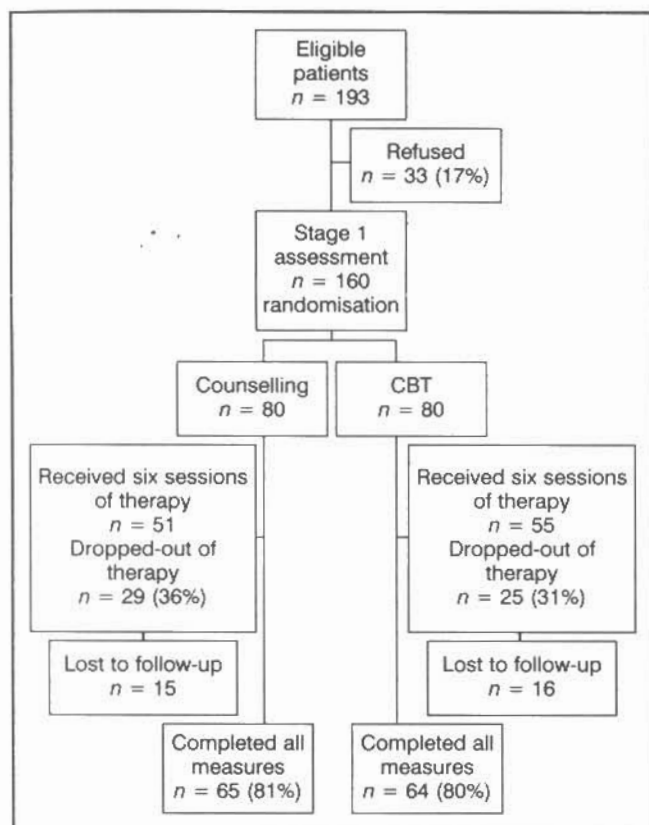 Eligible
patients
n = 193
Refused
n = 33 (17%)
Stage 1
assessment
n = 160
randomisation
Counselling
n = 80
CBT
n = 80
Received six sessions
of therapy
n = 51
Dropped-out of
therapy
n = 29 (36%)
Received six sessions
of therapy
n = 55
Dropped-out of
therapy
n = 25 (31%)
Lost to follow-up
n = 15
Lost to follow-up
n = 16
Completed all
measures
n = 65 (81%)
Completed all
measures
n = 64 (80%)